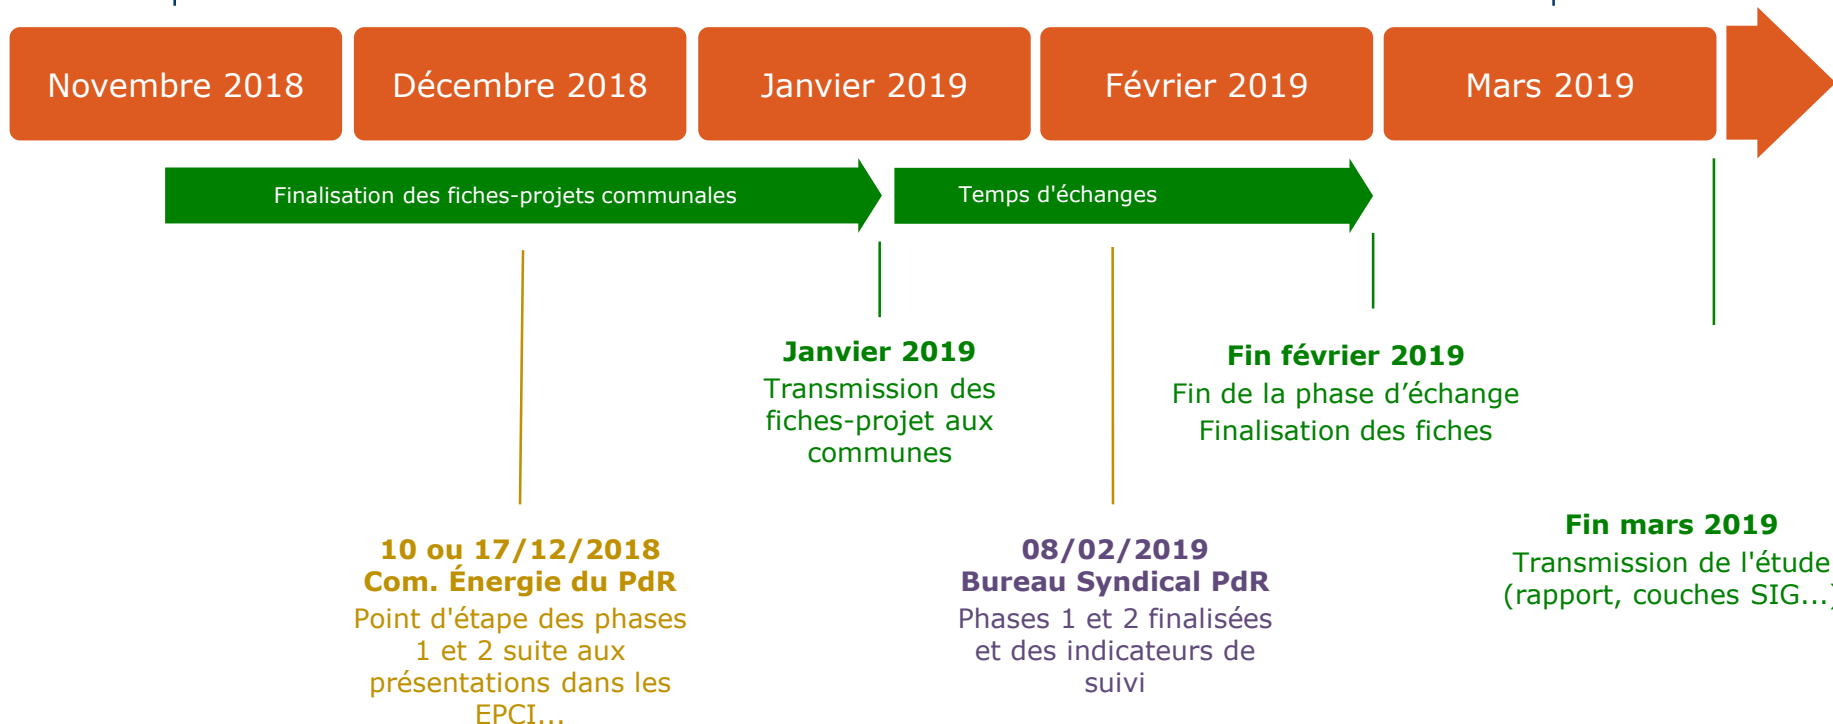 Novembre 2018
Décembre 2018
Janvier 2019
Février 2019
Mars 2019
Finalisation des fiches-projets communales
Temps d'échanges
Janvier 2019
Transmission des
fiches-projet aux
communes
Fin février 2019
Fin de la phase d’échange
Finalisation des fiches
10 ou 17/12/2018
Com. Énergie du PdR
Point d'étape des phases
1 et 2 suite aux
présentations dans les
EPCI...
08/02/2019
Bureau Syndical PdR
Phases 1 et 2 finalisées
et des indicateurs de
suivi
Fin mars 2019
Transmission de l'étude
(rapport, couches SIG...)